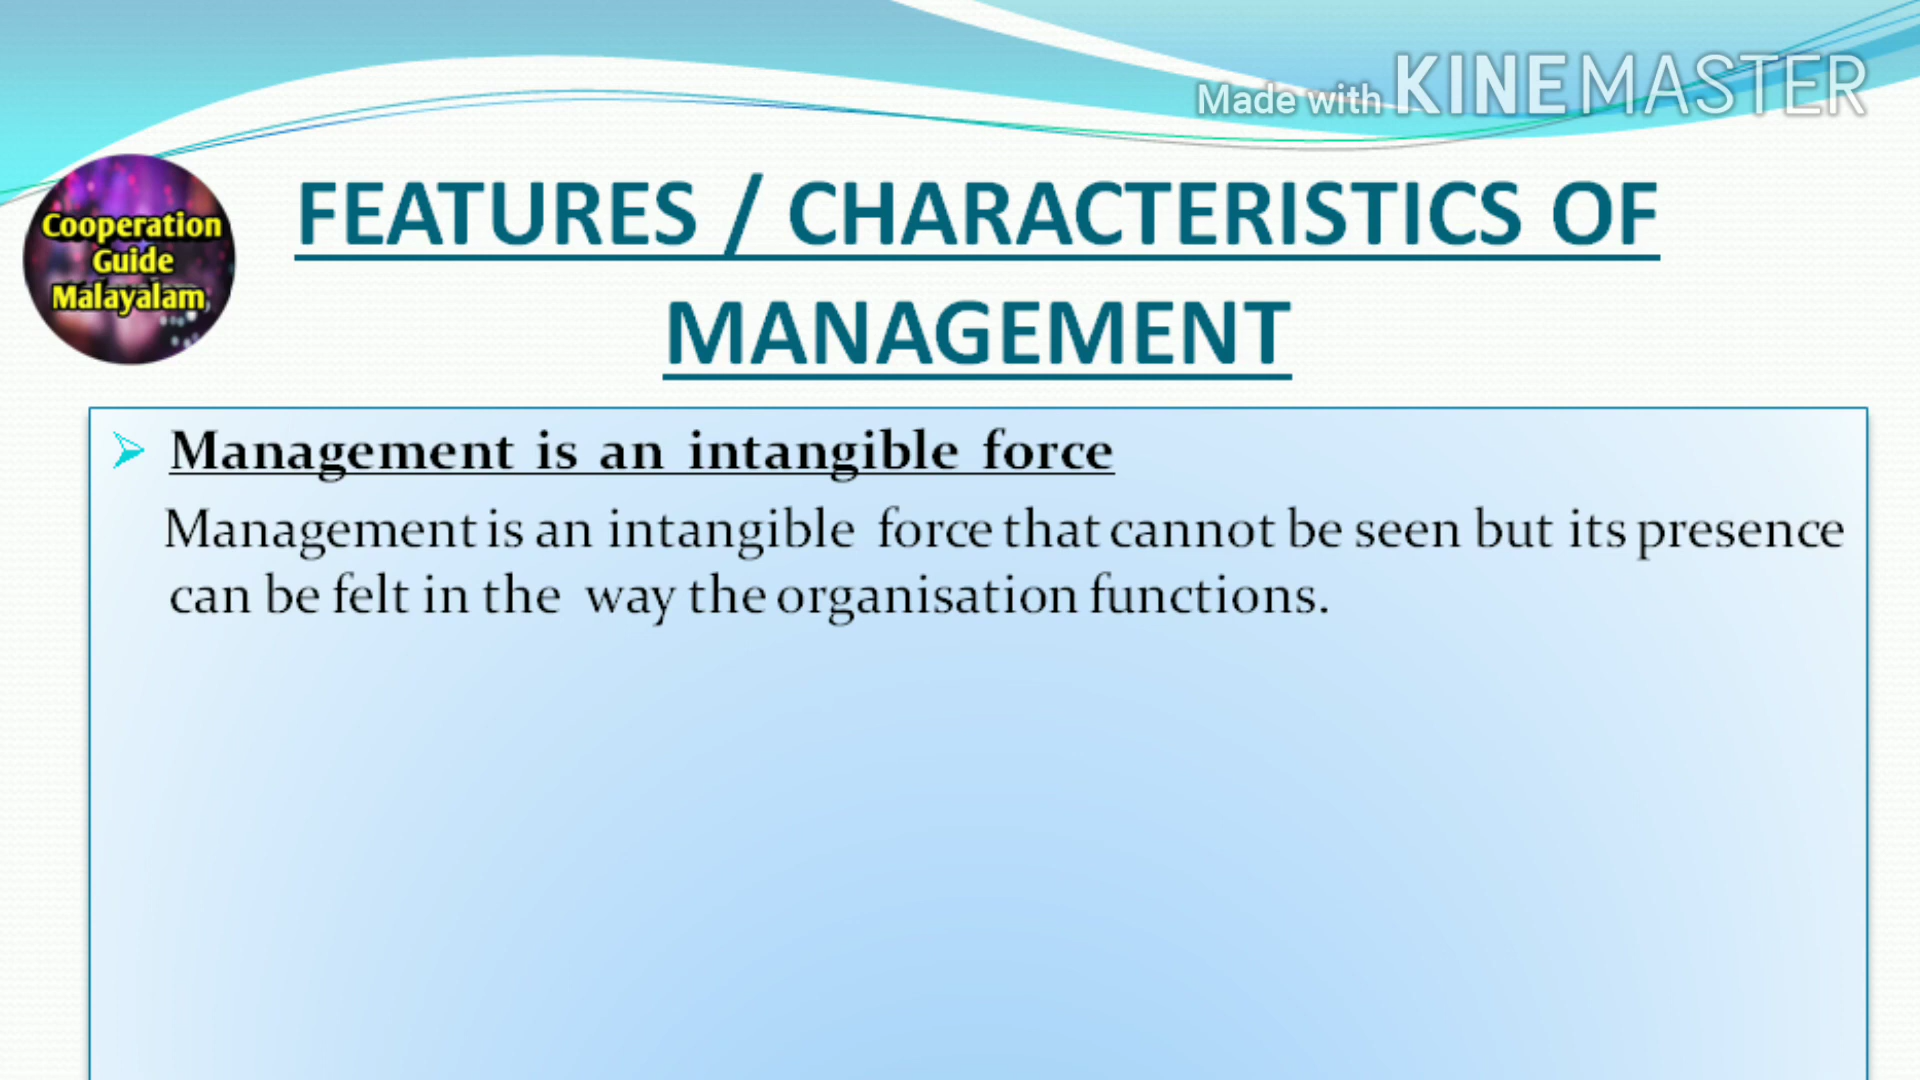 Made with KINEMASTER
Cooperation
Guide
Malayalam
FEATURES / CHARACTERISTICS OF
MANAGEMENT
Management is an intangible force
Management is an intangible force that cannot be seen but its presence
can be felt in the way the organisation functions.